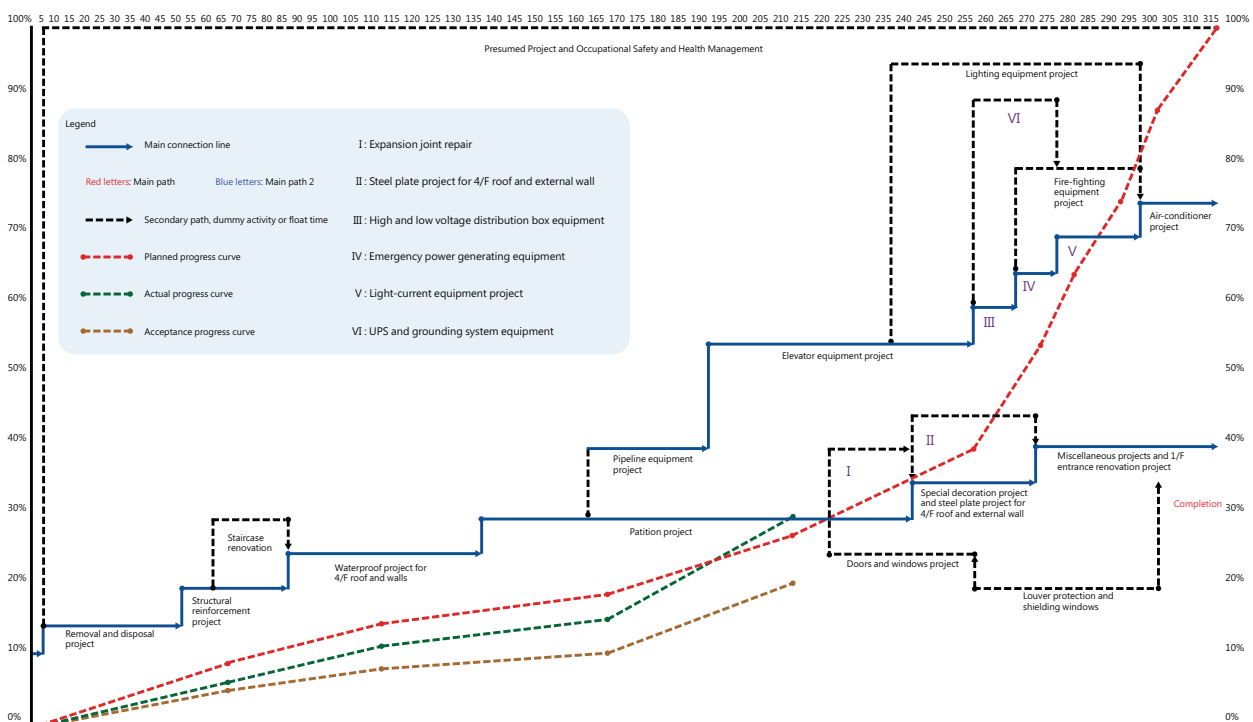 100% 5 10 20 25 30 35 40 45 50 55 60 65 70 75 80 85 90 95 100 105 110 115 120 125 130 135 140 145 150 155 160 165 170 175 180 185 190 195 200 205 210 215 220 225 230 235 240 245 250 255 260 265 270 275 280 285 290 295 300 305 310 315 100%
Presumed Project and Occupational Safety and Health Management
Lighting equipment project
90% 90%
VI
Legend
Main connection line
I : Expansion joint repair
Red letters: Main path
Blue letters: Main path 2
II : Steel plate project for 4/F roof and external wall
Secondary path, dummy activity or float time
III : High and low voltage distribution box equipment
Planned progress curve
IV : Emergency power generating equipment
Actual progress curve
V : Light-current equipment project
Acceptance progress curve
VI : UPS and grounding system equipment
80% 80%
Fire-fighting
equipment
project
Air-conditioner
project
70% 70%
V
IV
60% 60%
III
Elevator equipment project
50% 50%
40% 40%
II
Pipeline equipment
project
Miscellaneous projects and 1/F
entrance renovation project
I
Special decoration project
and steel plate project for
4/F roof and external wall
Completion
30% 30%
Patition project
Staircase
renovation
Waterproof project for
4/F roof and walls
Doors and windows project
20% 20%
Structural
reinforcement
project
Louver protection and
shielding windows
Removal and disposal
project
10% 10%
0% 0%